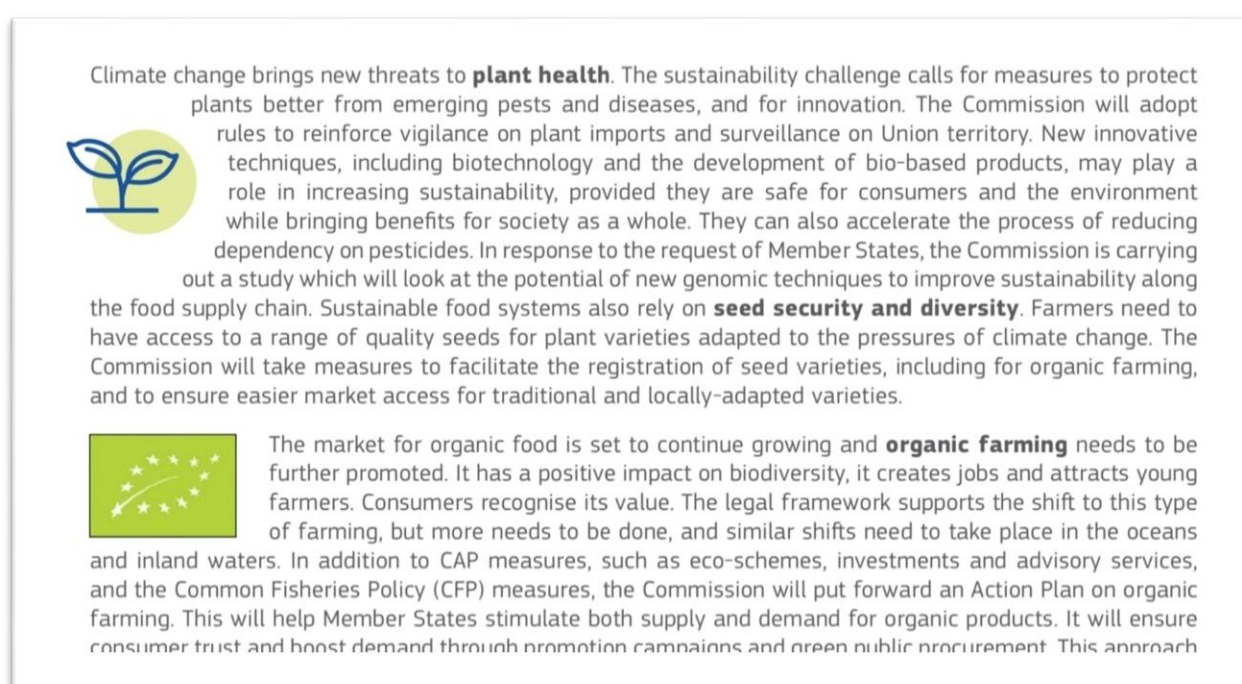 Climate change brings new threats to plant health. The sustainability challenge calls for measures to protect
plants better from emerging pests and diseases, and for innovation. The Commission will adopt
rules to reinforce vigilance on plant imports and surveillance on Union territory. New innovative
techniques, including biotechnology and the development of bio-based products, may play a
role in increasing sustainability, provided they are safe for consumers and the environment
while bringing benefits for society as a whole. They can also accelerate the process of reducing
dependency on pesticides. In response to the request of Member States, the Commission is carrying
out a study which will look at the potential of new genomic techniques to improve sustainability along
the food supply chain. Sustainable food systems also rely on seed security and diversity. Farmers need to
have access to a range of quality seeds for plant varieties adapted to the pressures of climate change. The
Commission will take measures to facilitate the registration of seed varieties, including for organic farming,
and to ensure easier market access for traditional and locally-adapted varieties.
The market for organic food is set to continue growing and organic farming needs to be
further promoted. It has a positive impact on biodiversity, it creates jobs and attracts young
farmers. Consumers recognise its value. The legal framework supports the shift to this type
of farming, but more needs to be done, and similar shifts need to take place in the oceans
and inland waters. In addition to CAP measures, such as eco-schemes, investments and advisory services,
and the Common Fisheries Policy (CFP) measures, the Commission will put forward an Action Plan on organic
farming. This will help Member States stimulate both supply and demand for organic products. It will ensure
consumer trust and boost demand through promotion campaigns and green public procurement. This approach